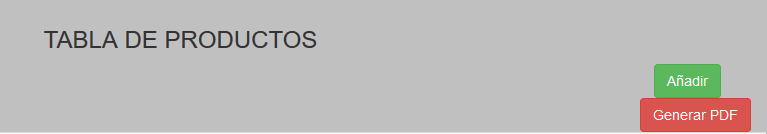 TABLA DE PRODUCTOS
Añadir
Generar PDF